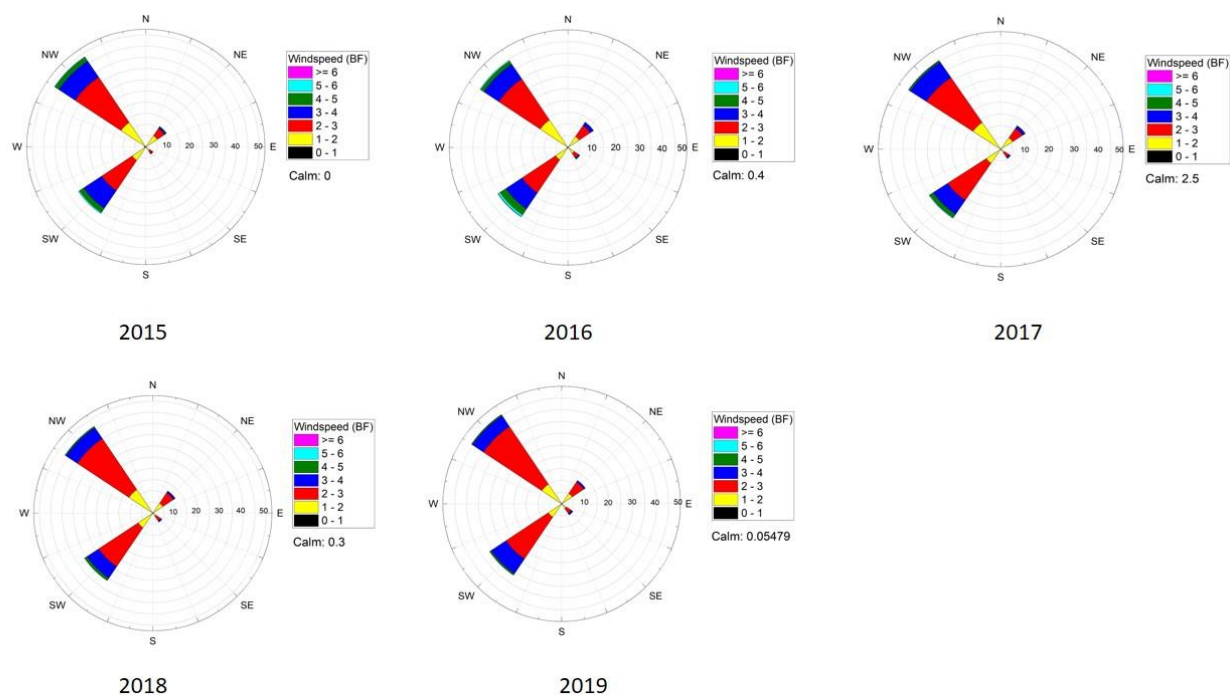 N
NW
NE
W
10 20 30 40 50 E
SW
SE
S
Windspeed (BF)
>= 6
5 - 6
4 - 5
3 - 4
2 - 3
1 - 2
0 - 1
Calm: 0
2015
N
NW
NE
W
10 20 30 40 50 E
SW
SE
S
Windspeed (BF)
>= 6
5 - 6
4 - 5
3 - 4
2 - 3
1 - 2
0 - 1
Calm: 0.4
2016
N
NW
NE
W
10 20 30 40 50 E
SW
SE
S
Windspeed (BF)
>= 6
5 - 6
4 - 5
3 - 4
2 - 3
1 - 2
0 - 1
Calm: 2.5
2017
N
NW
NE
W
10 20 30 40 50 E
SW
SE
S
Windspeed (BF)
>= 6
5 - 6
4 - 5
3 - 4
2 - 3
1 - 2
0 - 1
Calm: 0.3
2018
N
NW
NE
W
10 20 30 40 50 E
SW
SE
S
Windspeed (BF)
>= 6
5 - 6
4 - 5
3 - 4
2 - 3
1 - 2
0 - 1
Calm: 0.05479
2019